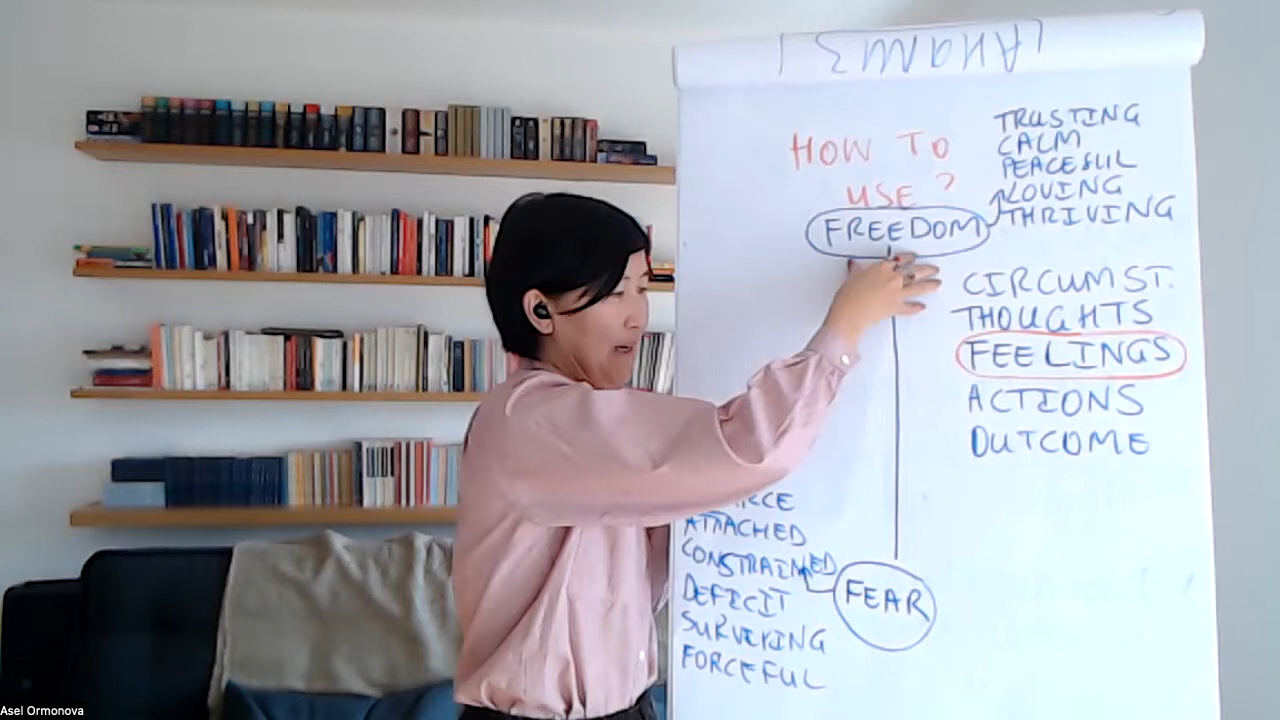 HOW TO
USE?
FREEDOM
TRUSTING
CALM
PEACEFUL
LOVING
THRIVING
CIRCUMST.
THOUGHTS
FEELINGS
ACTIONS
OUTCOME
ATTACHED
CONSTRAINED
DEFICIT
SURVIVING
FORCEFUL
FEAR
Asel Ormonova